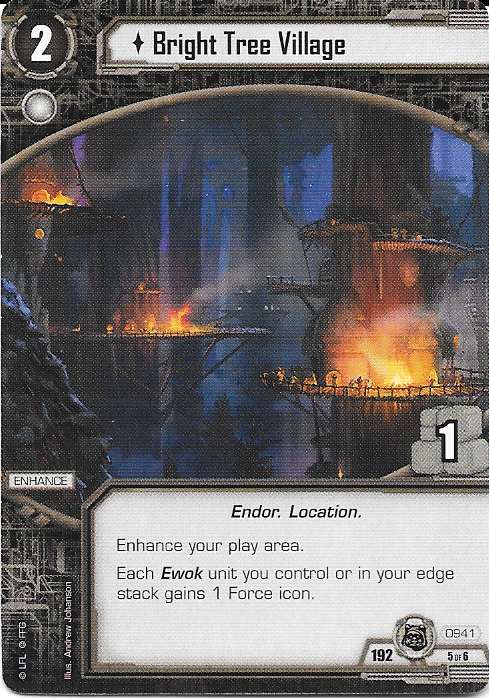 2
Bright Tree Village
1
ENHANCE
Endor. Location.
Enhance your play area.
Each Ewok unit you control or in your edge
stack gains 1 Force icon.
© LFL © FFG
Illus. Andrew Johanson
0941
192
5 OF 6